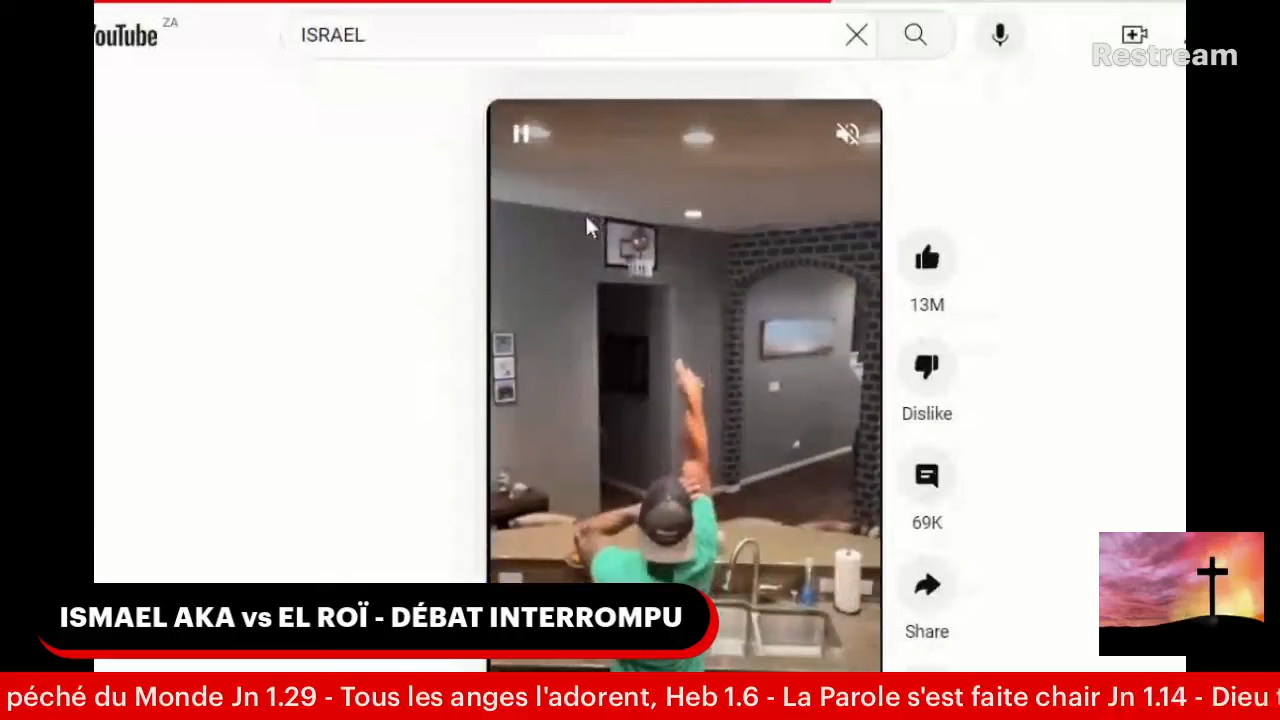 YouTube ZA
ISRAEL
Restream
13M
Dislike
69K
Share
ISMAEL AKA vs EL ROÏ - DÉBAT INTERROMPU
péché du Monde Jn 1.29 - Tous les anges l'adorent, Heb 1.6 - La Parole s'est faite chair Jn 1.14 - Dieu